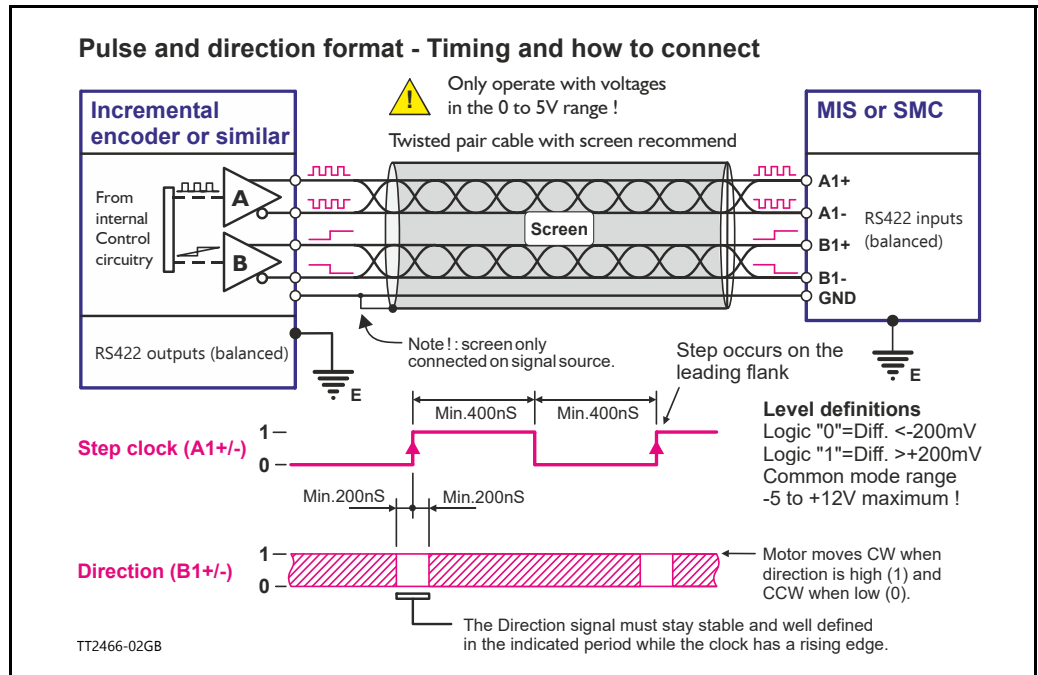 Pulse and direction format - Timing and how to connect
!
Only operate with voltages
in the 0 to 5V range !
Twisted pair cable with screen recommend
Incremental
encoder or similar
From
internal
Control
circuitry
A
B
RS422 outputs (balanced)
E
Screen
MIS or SMC
A1+
A1-
B1+
B1-
GND
RS422 inputs
(balanced)
E
Note! : screen only
connected on signal source.
Step occurs on the
leading flank
Min.400nS
Min.400nS
Step clock (A1+/-)
1
0
Min.200nS
Min.200nS
Level definitions
Logic "0"=Diff. <-200mV
Logic "1"=Diff. >+200mV
Common mode range
-5 to +12V maximum !
Direction (B1+/-)
1
0
Motor moves CW when
direction is high (1) and
CCW when low (0).
The Direction signal must stay stable and well defined
in the indicated period while the clock has a rising edge.
TT2466-02GB